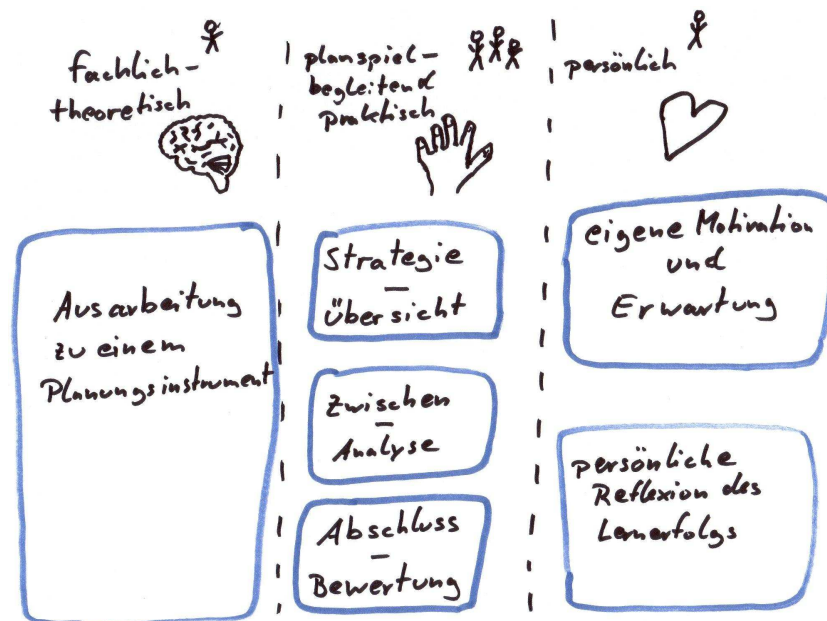 fachlich-
theoretisch
Ausarbeitung
zu einem
Planungsinstrument
planspiel-
begleitend
praktisch
Strategie
–
übersicht
Zwischen
–
Analyse
Abschluss
–
Bewertung
persönlich
eigene Motivation
und
Erwartung
persönliche
Reflexion des
Lernerfolgs